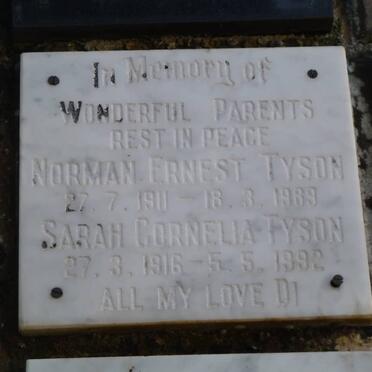 In Memory of
WONDERFUL PARENTS
REST IN PEACE
NORMAN ERNEST TYSON
27. 7. 1911 - 18. 3. 1989
SARAH CORNELIA TYSON
27. 3. 1916 - 5. 5. 1992
ALL MY LOVE DI